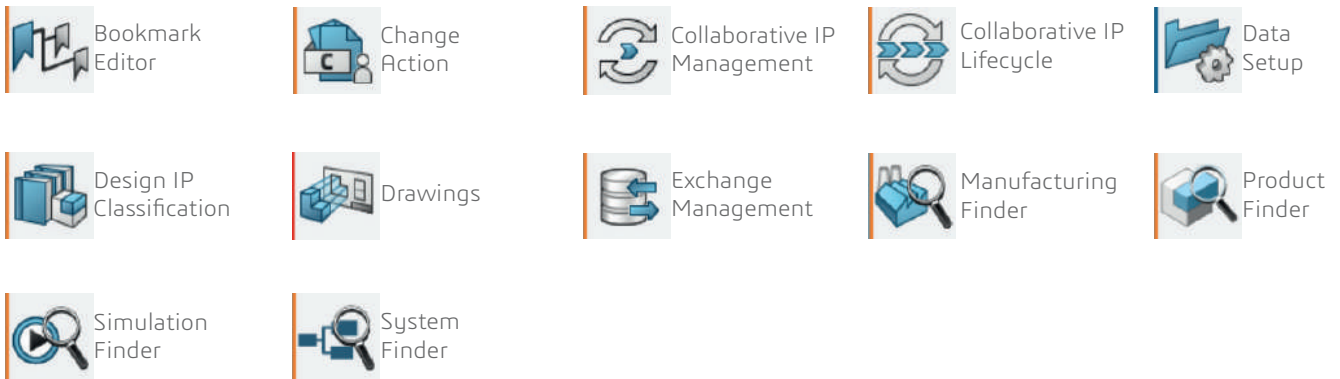 Bookmark
Editor
Change
Action
C
Collaborative IP
Management
Collaborative IP
Lifecycle
Data
Setup
Design IP
Classification
Drawings
Exchange
Management
Manufacturing
Finder
Product
Finder
Simulation
Finder
System
Finder